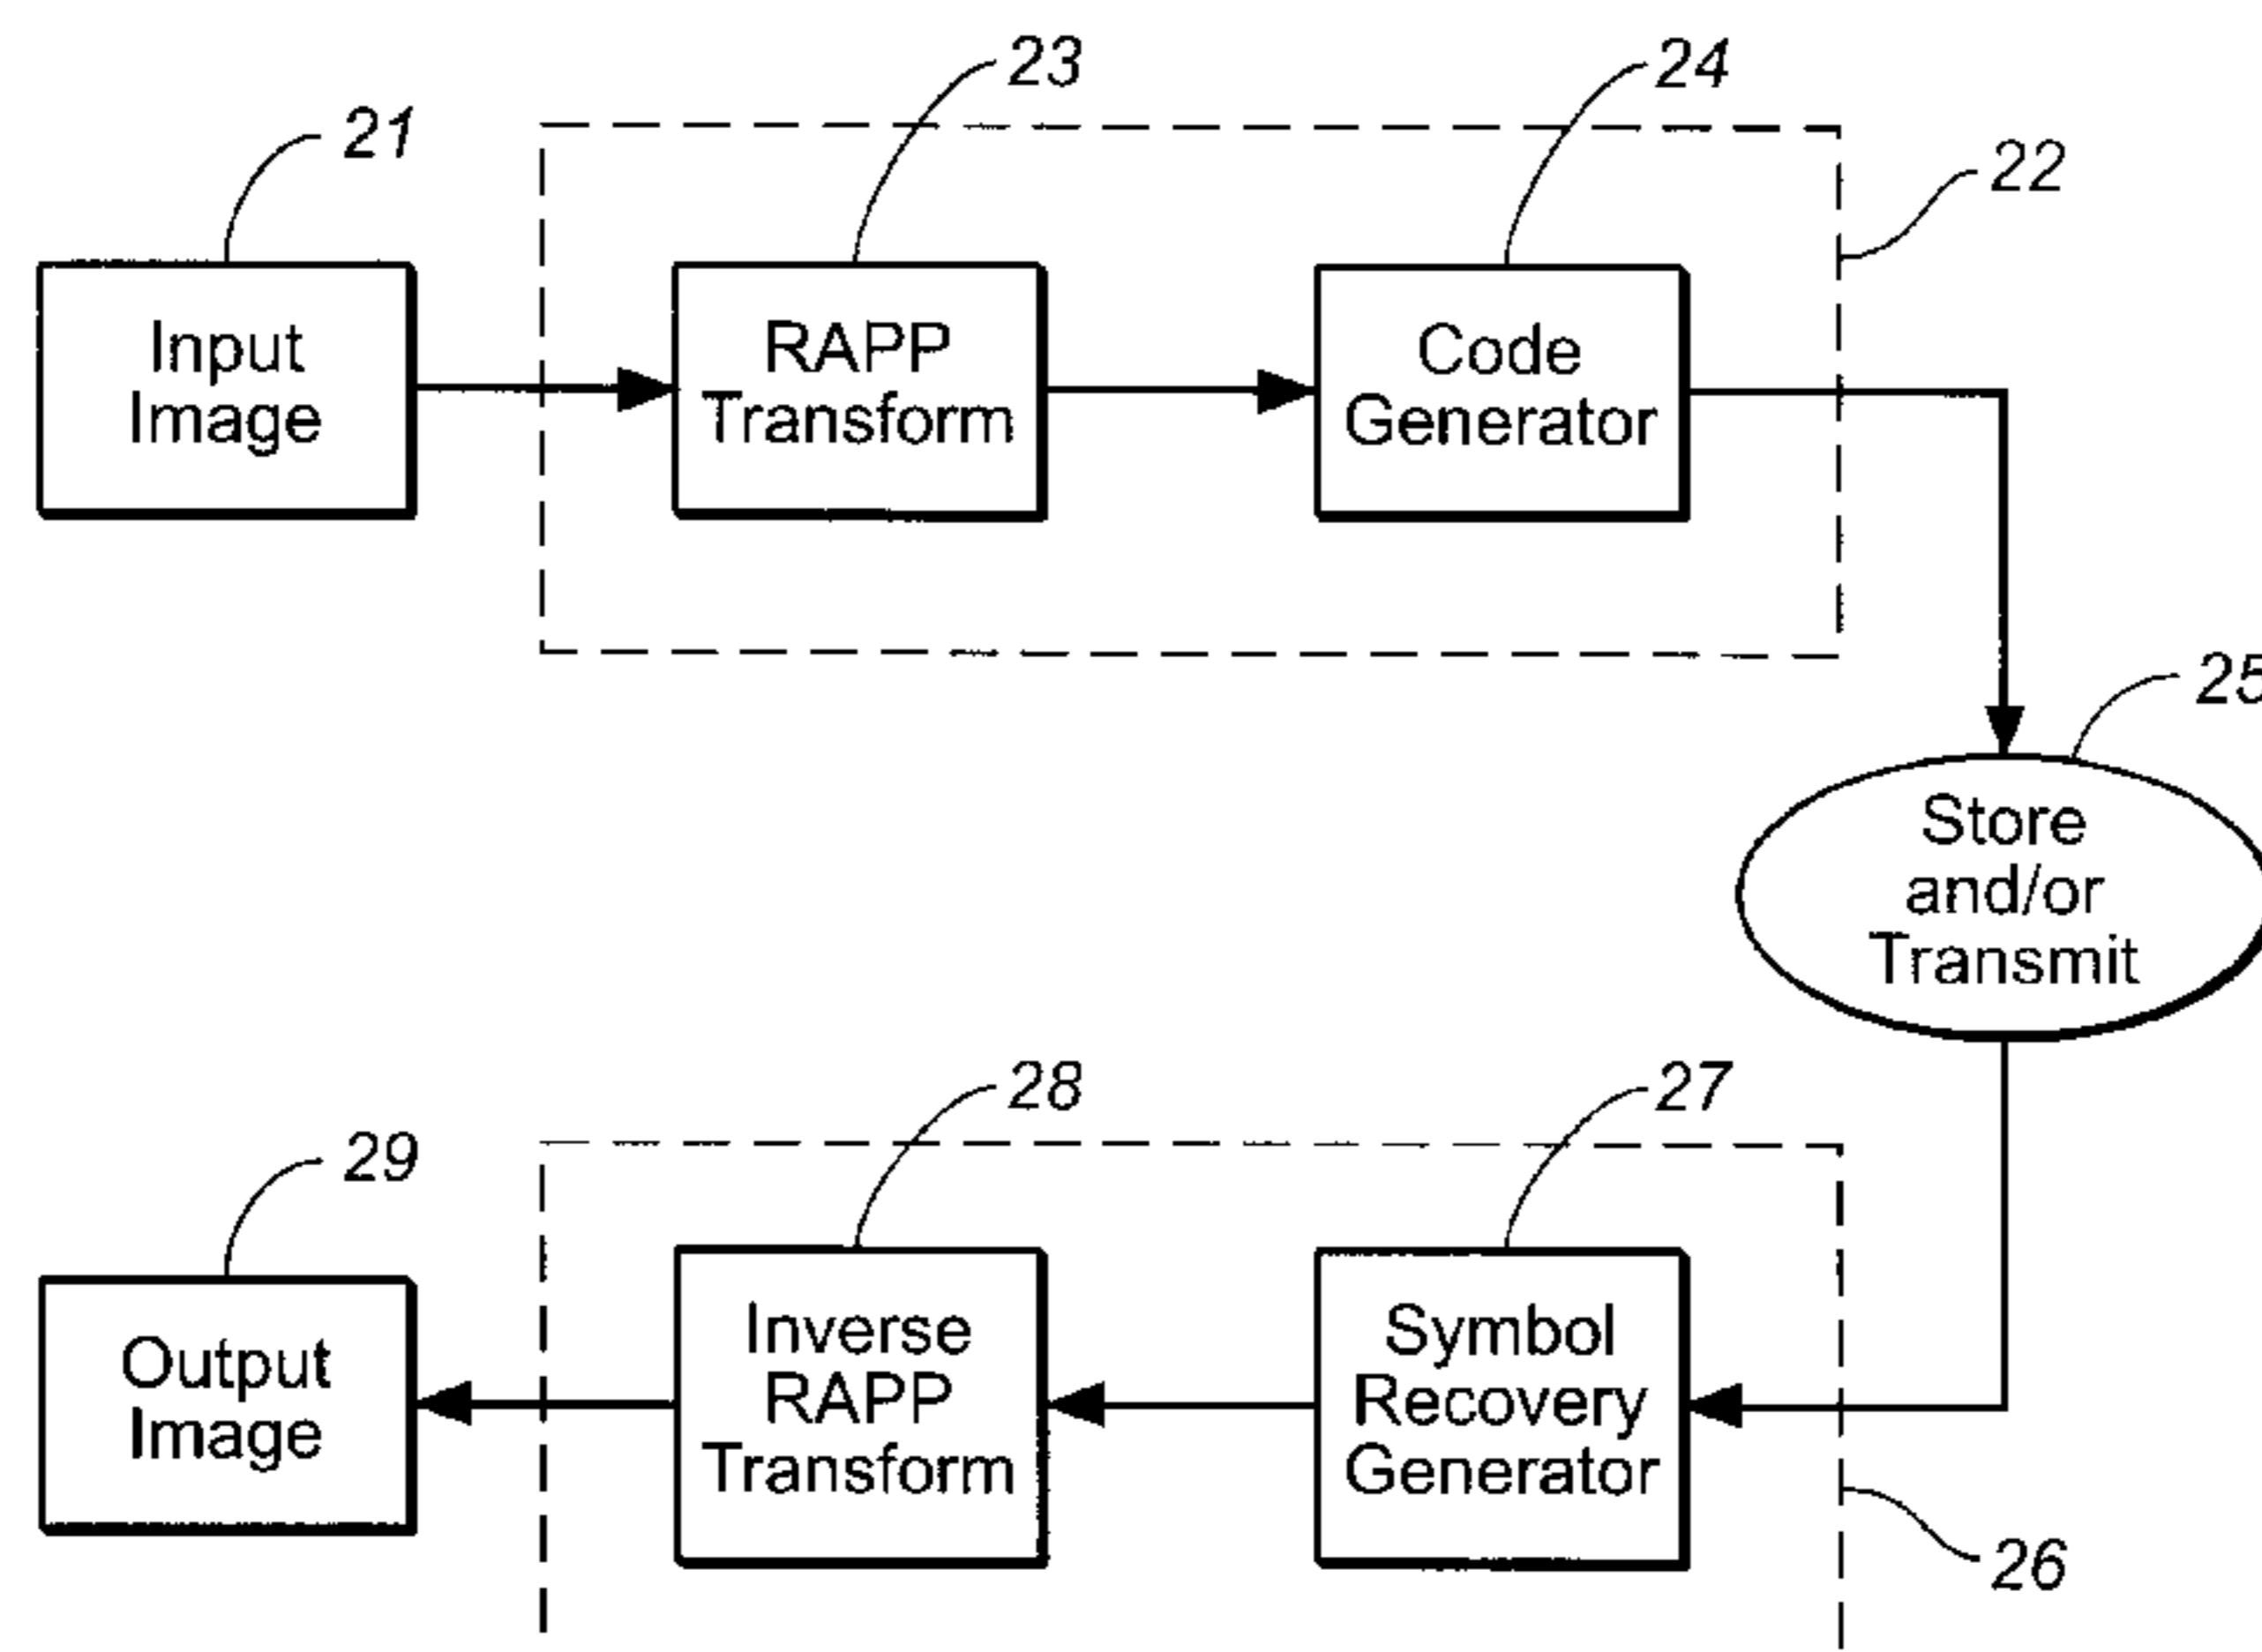 23
24
21
22
Input
Image
RAPP
Transform
Code
Generator
25
Store
and/or
Transmit
28
27
29
Inverse
RAPP
Transform
Symbol
Recovery
Generator
Output
Image
26